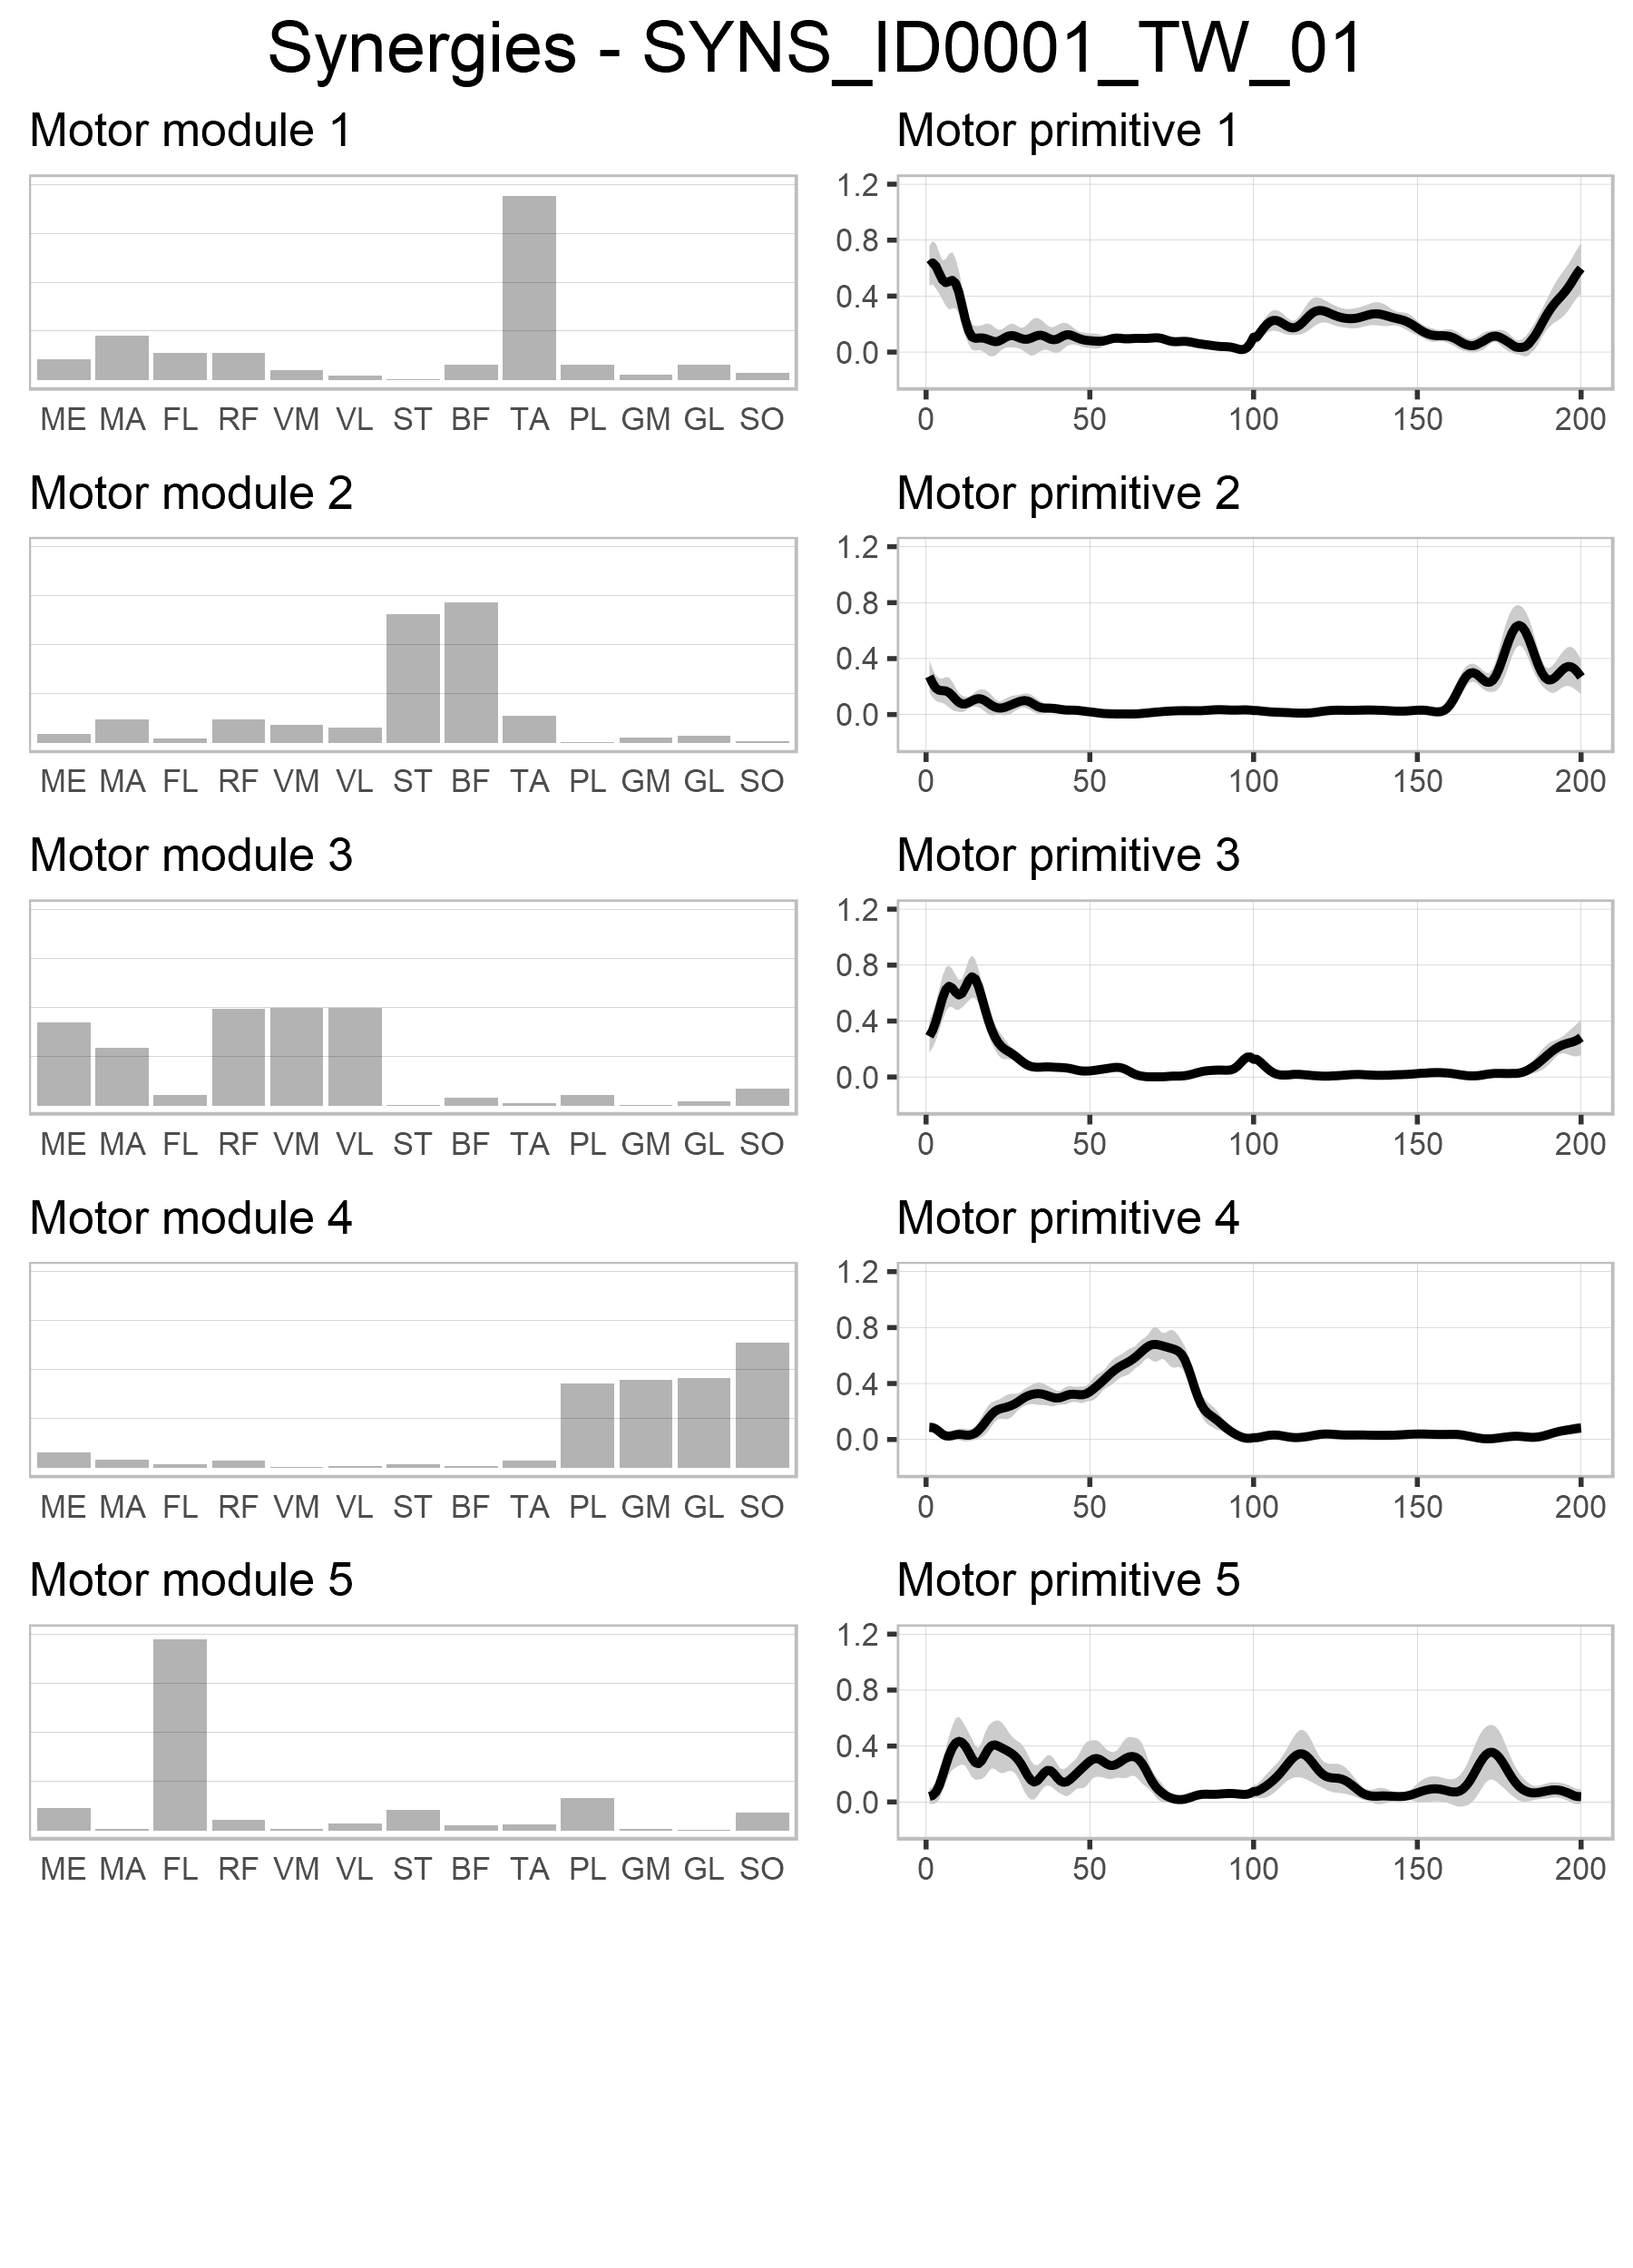 Synergies - SYNS_ID0001_TW_01
Motor module 1
Motor primitive 1
1.2
0.8
0.4
0.0
ME MA FL RF VM VL ST BF TA PL GM GL SO
0 50 100 150 200
Motor module 2
Motor primitive 2
1.2
0.8
0.4
0.0
ME MA FL RF VM VL ST BF TA PL GM GL SO
0 50 100 150 200
Motor module 3
Motor primitive 3
1.2
0.8
0.4
0.0
ME MA FL RF VM VL ST BF TA PL GM GL SO
0 50 100 150 200
Motor module 4
Motor primitive 4
1.2
0.8
0.4
0.0
ME MA FL RF VM VL ST BF TA PL GM GL SO
0 50 100 150 200
Motor module 5
Motor primitive 5
1.2
0.8
0.4
0.0
ME MA FL RF VM VL ST BF TA PL GM GL SO
0 50 100 150 200